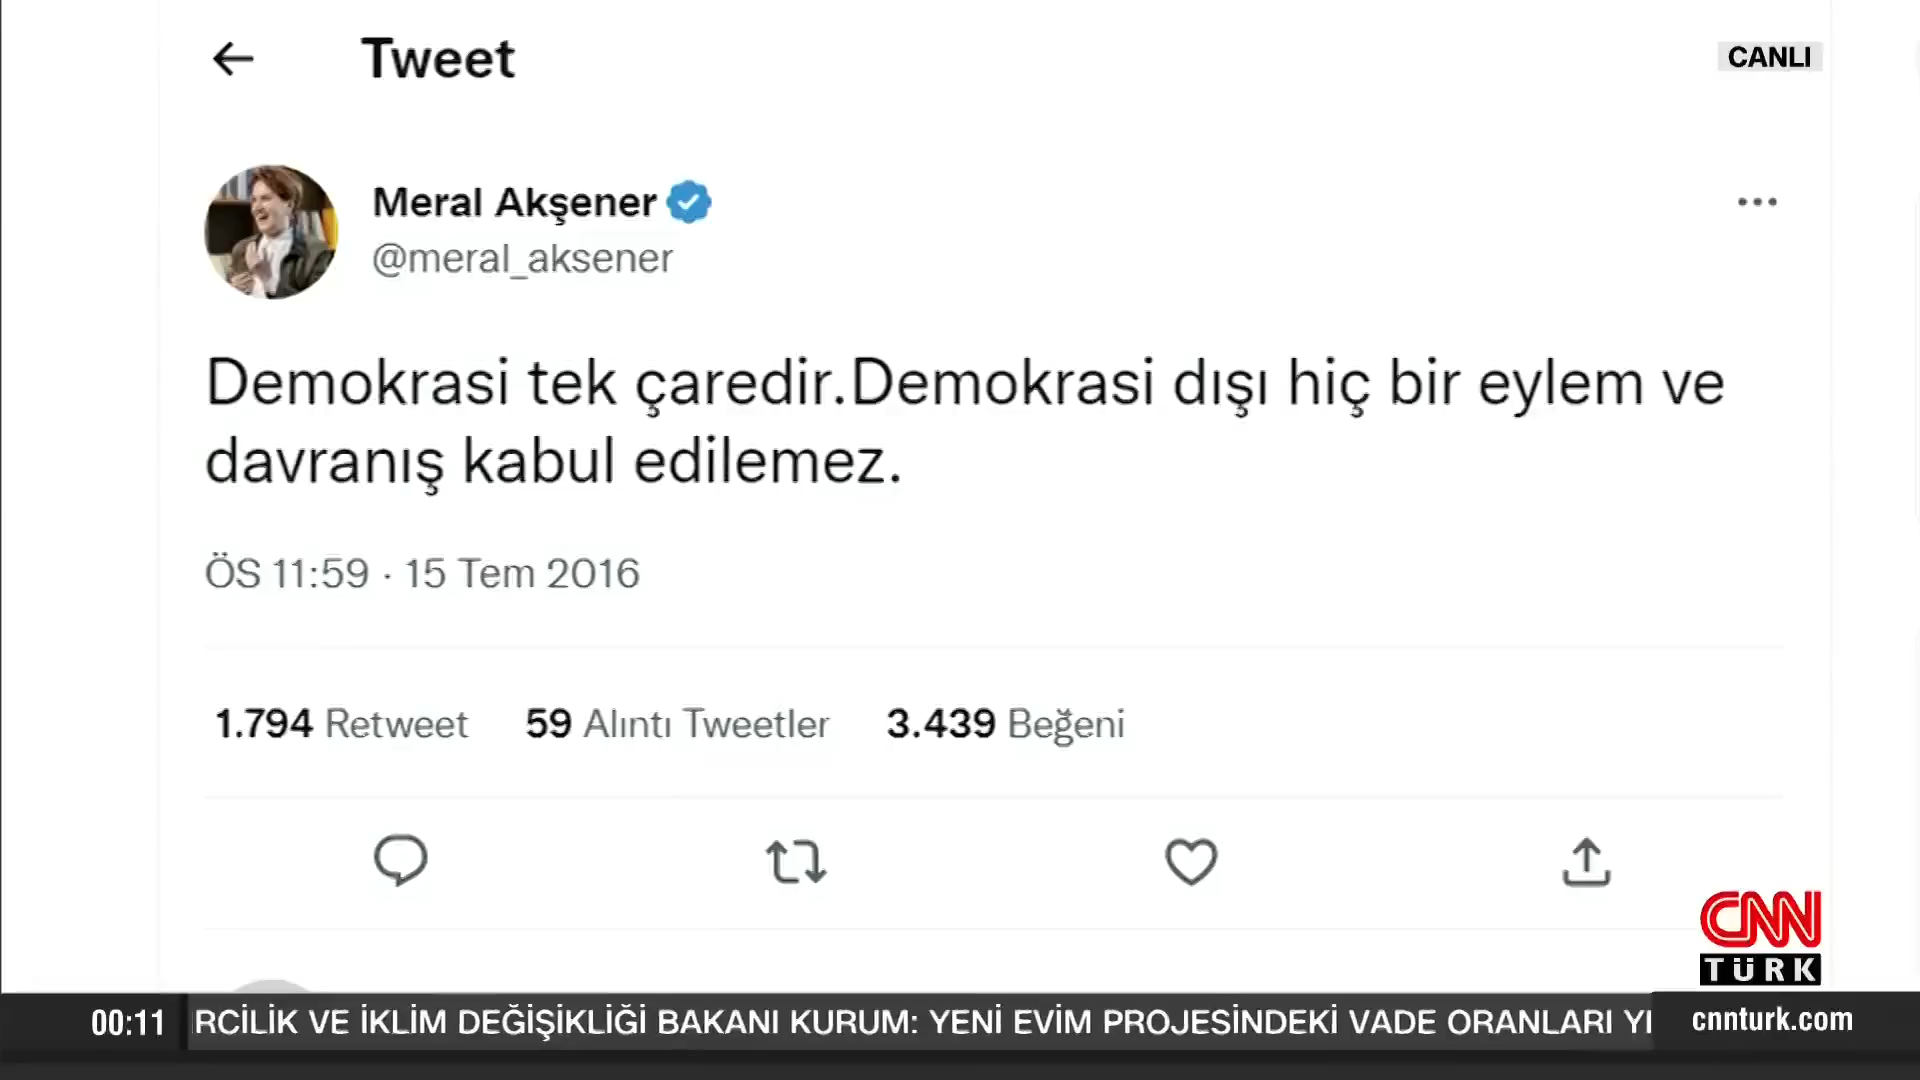 Tweet
CANLI
Meral Akşener
@meral_aksener
Demokrasi tek çaredir.Demokrasi dışı hiç bir eylem ve
davranış kabul edilemez.
ÖS 11:59 · 15 Tem 2016
1.794 Retweet 59 Alıntı Tweetler 3.439 Beğeni
CNN
TÜRK
00:11 RCİLİK VE İKLİM DEĞİŞİKLİĞİ BAKANI KURUM: YENİ EVİM PROJESİNDEKİ VADE ORANLARI cnnturk.com